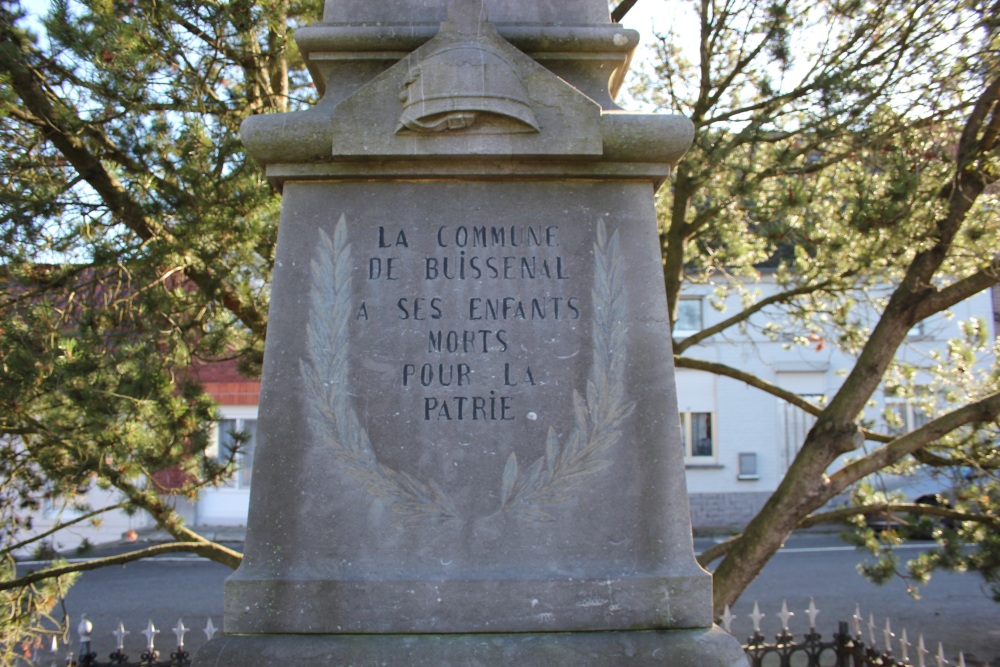 LA COMMUNE
DE BUISSENAL
A SES ENFANTS
MORTS
POUR LA
PATRIE